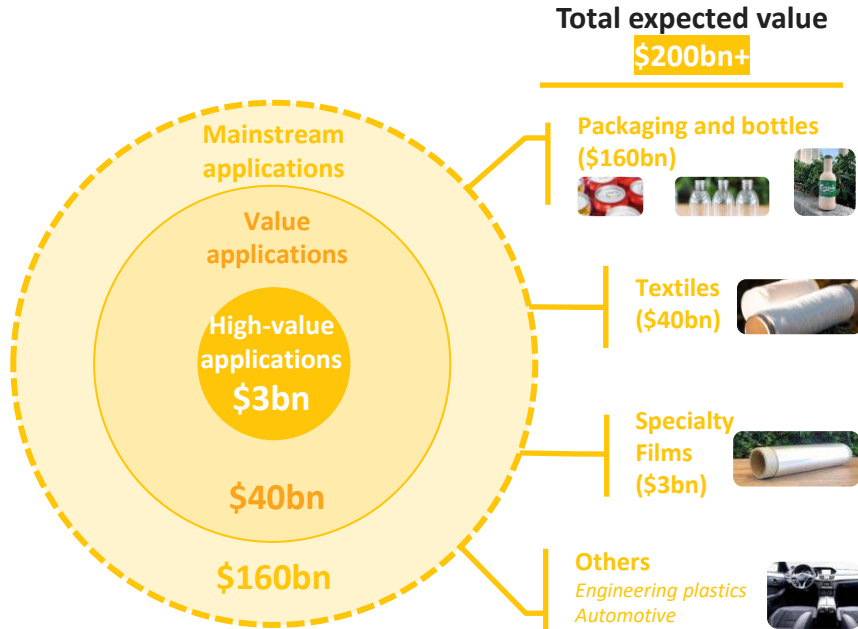 Total expected value
$200bn+
Mainstream
applications
Value
applications
High-value
applications
$3bn
$40bn
$160bn
Packaging and bottles
($160bn)
Textiles
($40bn)
Specialty
Films
($3bn)
Others
Engineering plastics
Automotive